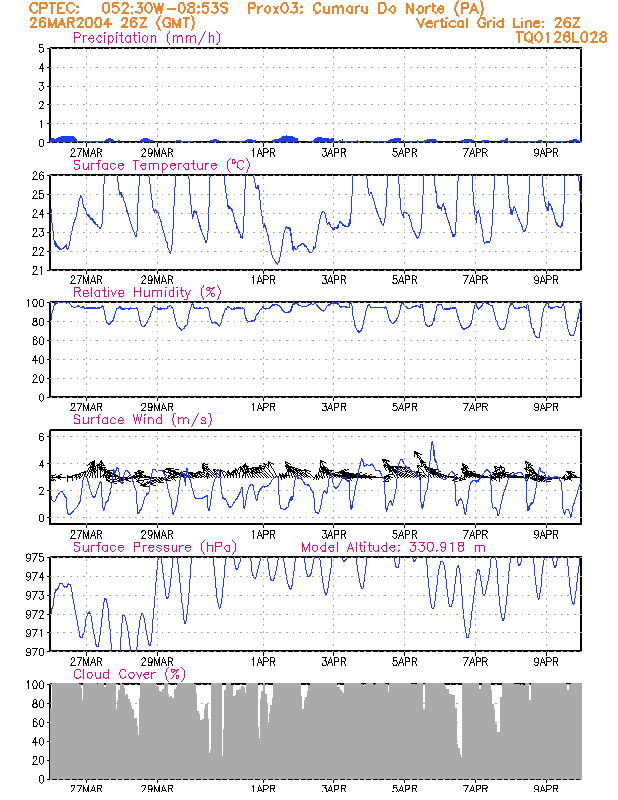 CPTEC: 052:30W-08:53S Prox03: Cumaru Do Norte (PA)
26MAR2004 26Z (GMT) Vertical Grid Line: 26Z
Precipitation (mm/h) TQ0126L028
5
4
3
2
1
0
27MAR 29MAR 1APR 3APR 5APR 7APR 9APR
Surface Temperature (°C)
26
25
24
23
22
21
27MAR 29MAR 1APR 3APR 5APR 7APR 9APR
Relative Humidity (%)
100
80
60
40
20
0
27MAR 29MAR 1APR 3APR 5APR 7APR 9APR
Surface Wind (m/s)
6
4
2
0
27MAR 29MAR 1APR 3APR 5APR 7APR 9APR
Surface Pressure (hPa) Model Altitude: 330.918 m
975
974
973
972
971
970
27MAR 29MAR 1APR 3APR 5APR 7APR 9APR
Cloud Cover (%)
100
80
60
40
20
0
27MAR 29MAR 1APR 3APR 5APR 7APR 9APR